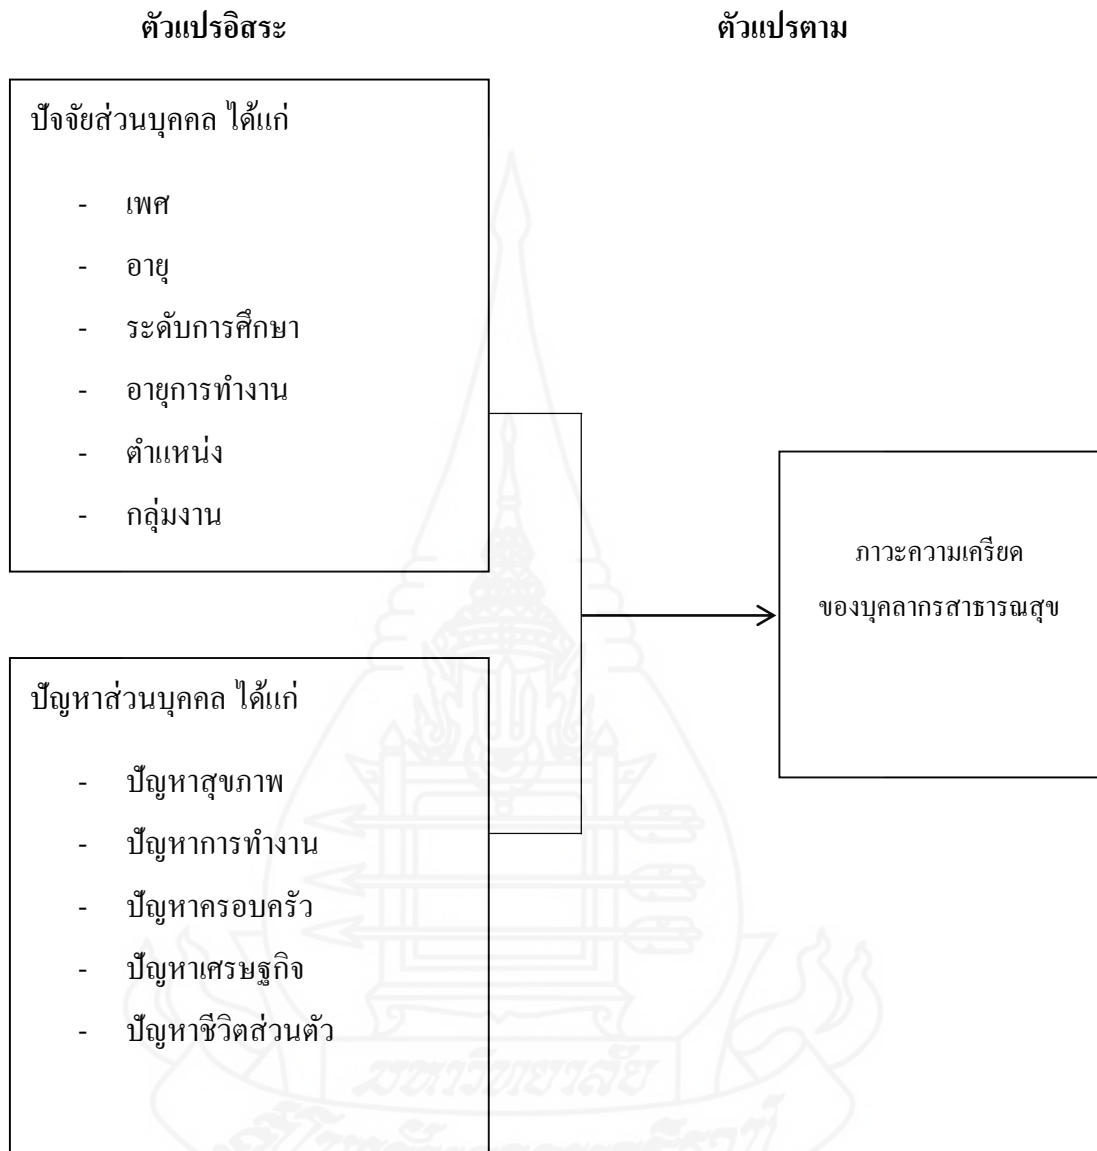 ตัวแปรอิสระ
ตัวแปรตาม
ปัจจัยส่วนบุคคล ได้แก่
- เพศ
- อายุ
- ระดับการศึกษา
- อายุการทำงาน
- ตำแหน่ง
- กลุ่มงาน
ภาวะความเครียด
ของบุคลากรสาธารณสุข
ปัญหาส่วนบุคคล ได้แก่
- ปัญหาสุขภาพ
- ปัญหาการทำงาน
- ปัญหาครอบครัว
- ปัญหาเศรษฐกิจ
- ปัญหาชีวิตส่วนตัว
มหาวิทยาลัย